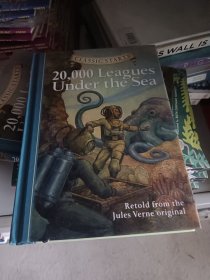 CLASSIC STARTS
20,000 Leagues
Under the Sea
Retold from the
Jules Verne original
WALL IS
20,000 L